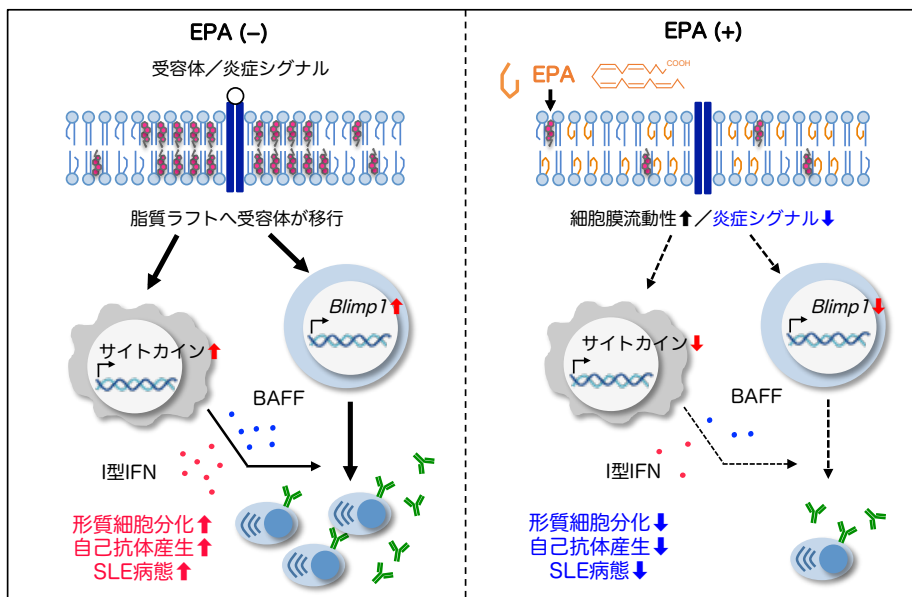 EPA (–)
受容体／炎症シグナル
脂質ラフトへ受容体が移行
Blimp1⬆
サイトカイン⬆
BAFF
I型IFN
形質細胞分化⬆
自己抗体産生⬆
SLE病態⬆
EPA (+)
EPA
COOH
細胞膜流動性⬆／炎症シグナル⬇
Blimp1⬇
サイトカイン⬇
BAFF
I型IFN
形質細胞分化⬇
自己抗体産生⬇
SLE病態⬇